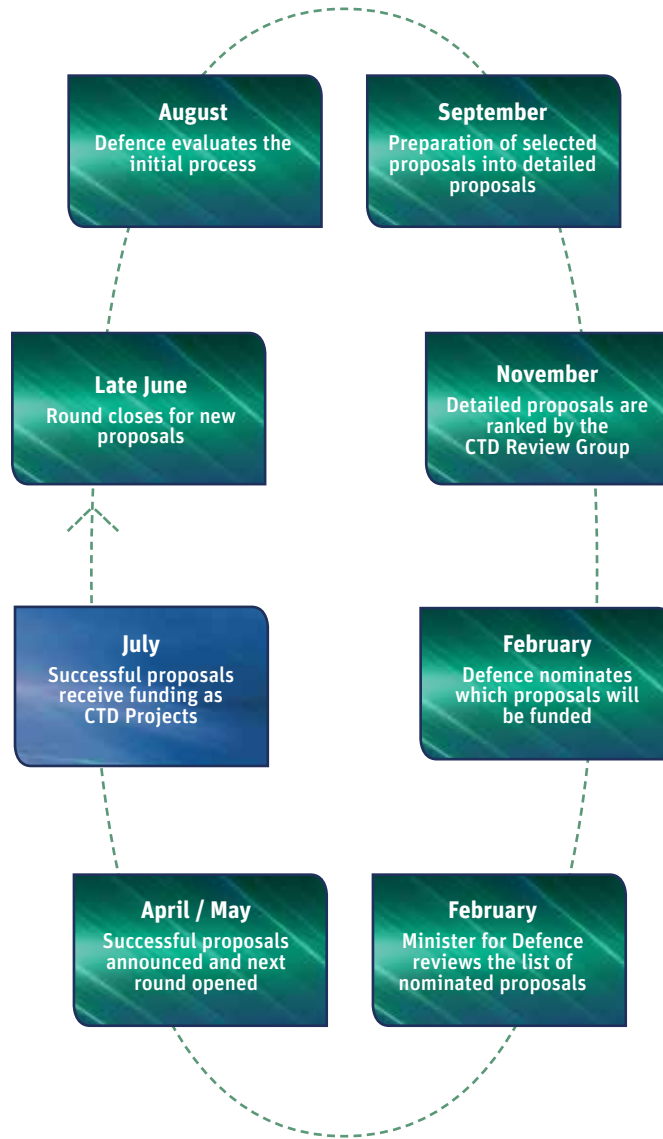 August
Defence evaluates the
initial process
September
Preparation of selected
proposals into detailed
proposals
Late June
Round closes for new
proposals
November
Detailed proposals are
ranked by the
CTD Review Group
July
Successful proposals
receive funding as
CTD Projects
February
Defence nominates
which proposals will
be funded
April / May
Successful proposals
announced and next
round opened
February
Minister for Defence
reviews the list of
nominated proposals